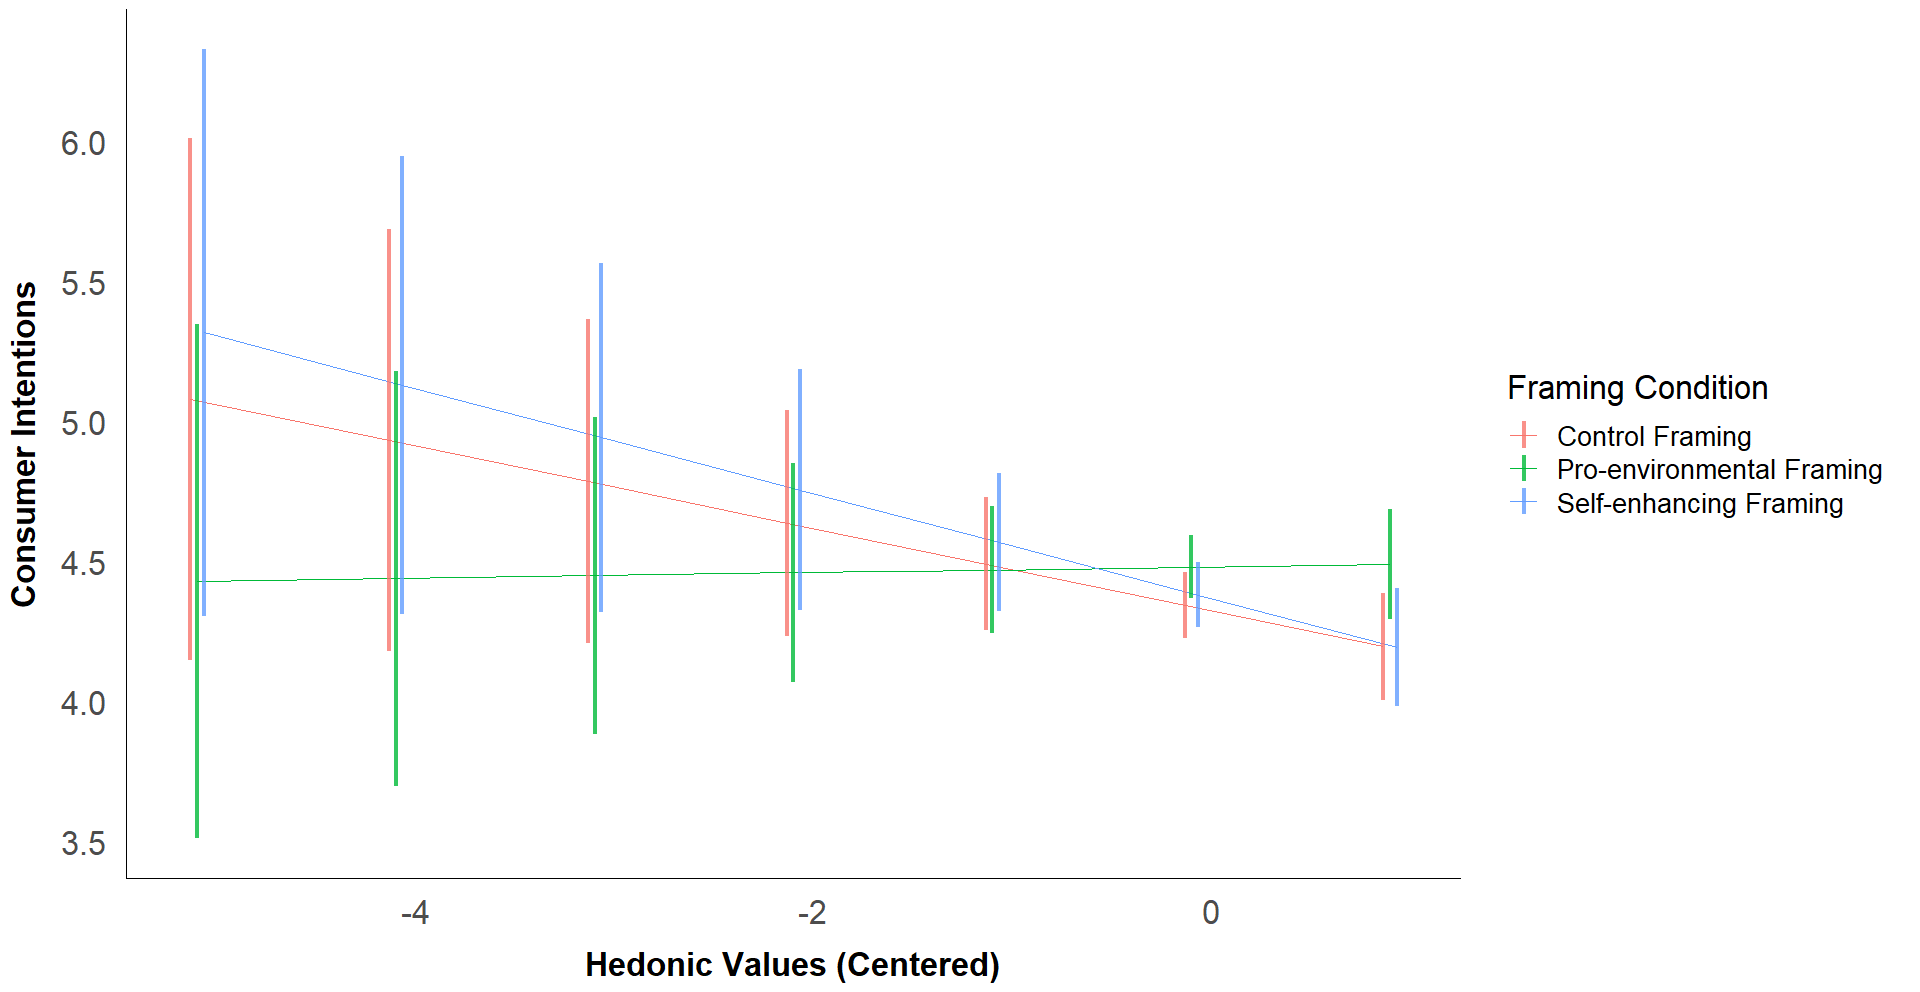 6.0
5.5
5.0
4.5
4.0
3.5
Consumer Intentions
-4
-2
0
Hedonic Values (Centered)
Framing Condition
Control Framing
Pro-environmental Framing
Self-enhancing Framing